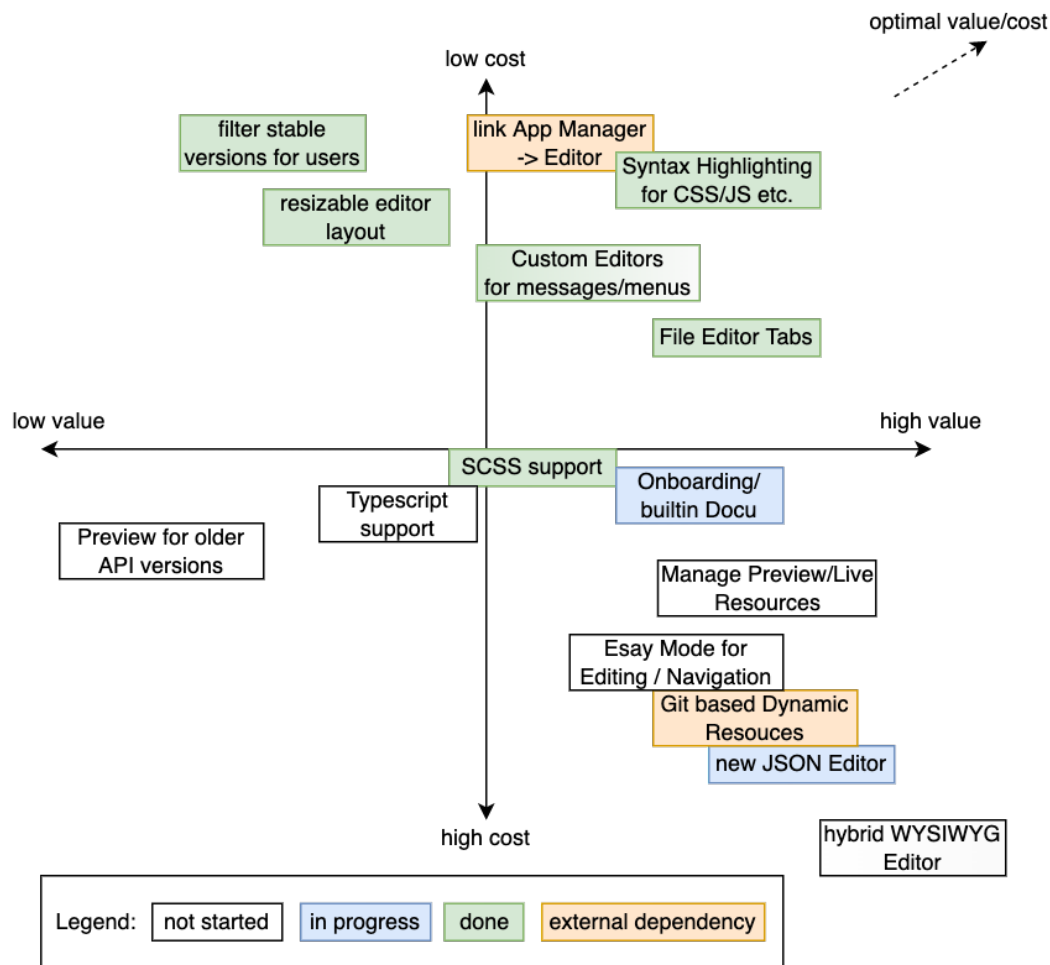 optimal value/cost
low cost
filter stable
versions for users
link App Manager
-> Editor
Syntax Highlighting
for CSS/JS etc.
resizable editor
layout
Custom Editors
for messages/menus
File Editor Tabs
low value
high value
SCSS support
Onboarding/
builtin Docu
Typescript
support
Preview for older
API versions
Manage Preview/Live
Resources
Esay Mode for
Editing / Navigation
Git based Dynamic
Resouces
new JSON Editor
high cost
hybrid WYSIWYG
Editor
Legend: not started in progress done external dependency